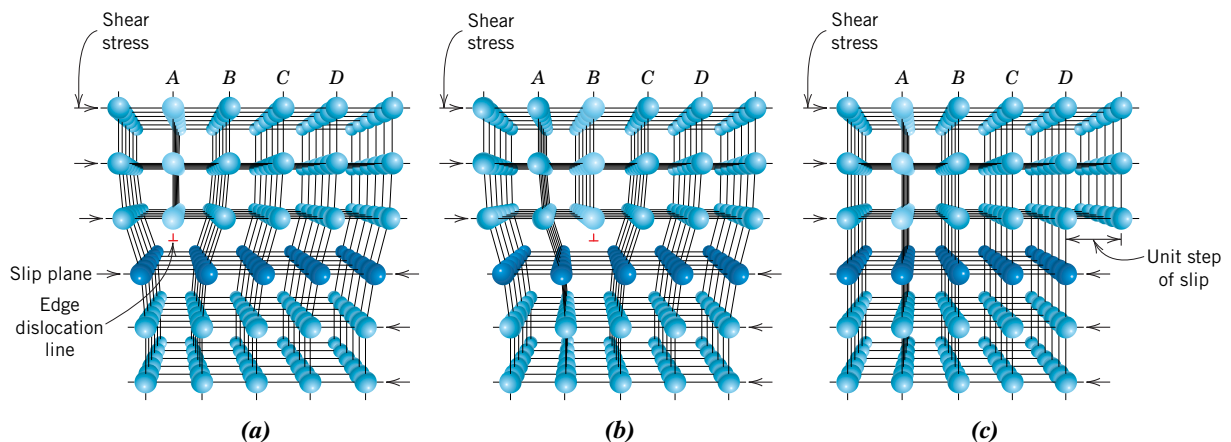 Shear
stress
A B C D
Slip plane
Edge
dislocation
line
(a)
Shear
stress
A B C D
(b)
Shear
stress
A B C D
Unit step
of slip
(c)